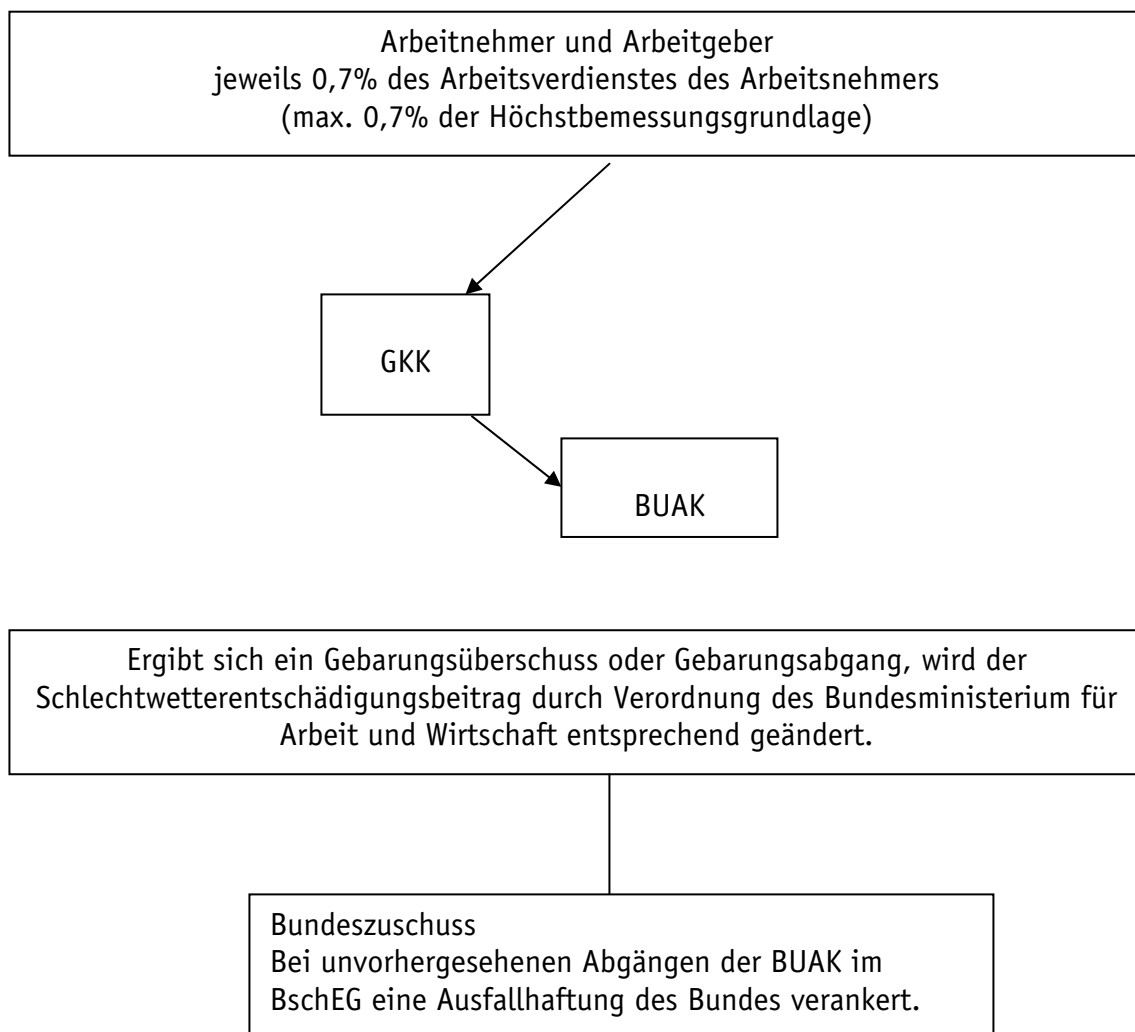 Arbeitnehmer und Arbeitgeber
jeweils 0,7% des Arbeitsverdienstes des Arbeitsnehmers
(max. 0,7% der Höchstbemessungsgrundlage)
GKK
BUAK
Ergibt sich ein Gebarungsüberschuss oder Gebarungsabgang, wird der
Schlechtwetterentschädigungsbeitrag durch Verordnung des Bundesministerium für
Arbeit und Wirtschaft entsprechend geändert.
Bundeszuschuss
Bei unvorhergesehenen Abgängen der BUAK im
BschEG eine Ausfallhaftung des Bundes verankert.